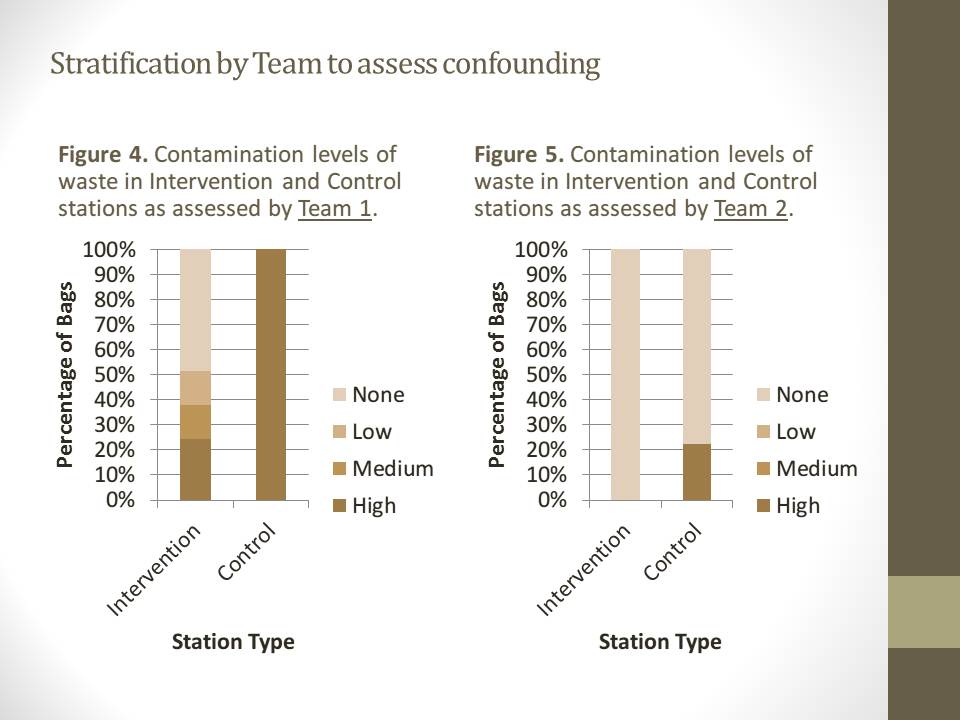 Stratification by Team to assess confounding
Figure 4. Contamination levels of
waste in Intervention and Control
stations as assessed by Team 1.
100%
90%
80%
70%
60%
50%
40%
30%
20%
10%
0%
Percentage of Bags
Intervention
Control
Station Type
None
Low
Medium
High
Figure 5. Contamination levels of
waste in Intervention and Control
stations as assessed by Team 2.
100%
90%
80%
70%
60%
50%
40%
30%
20%
10%
0%
Percentage of Bags
Intervention
Control
Station Type
None
Low
Medium
High